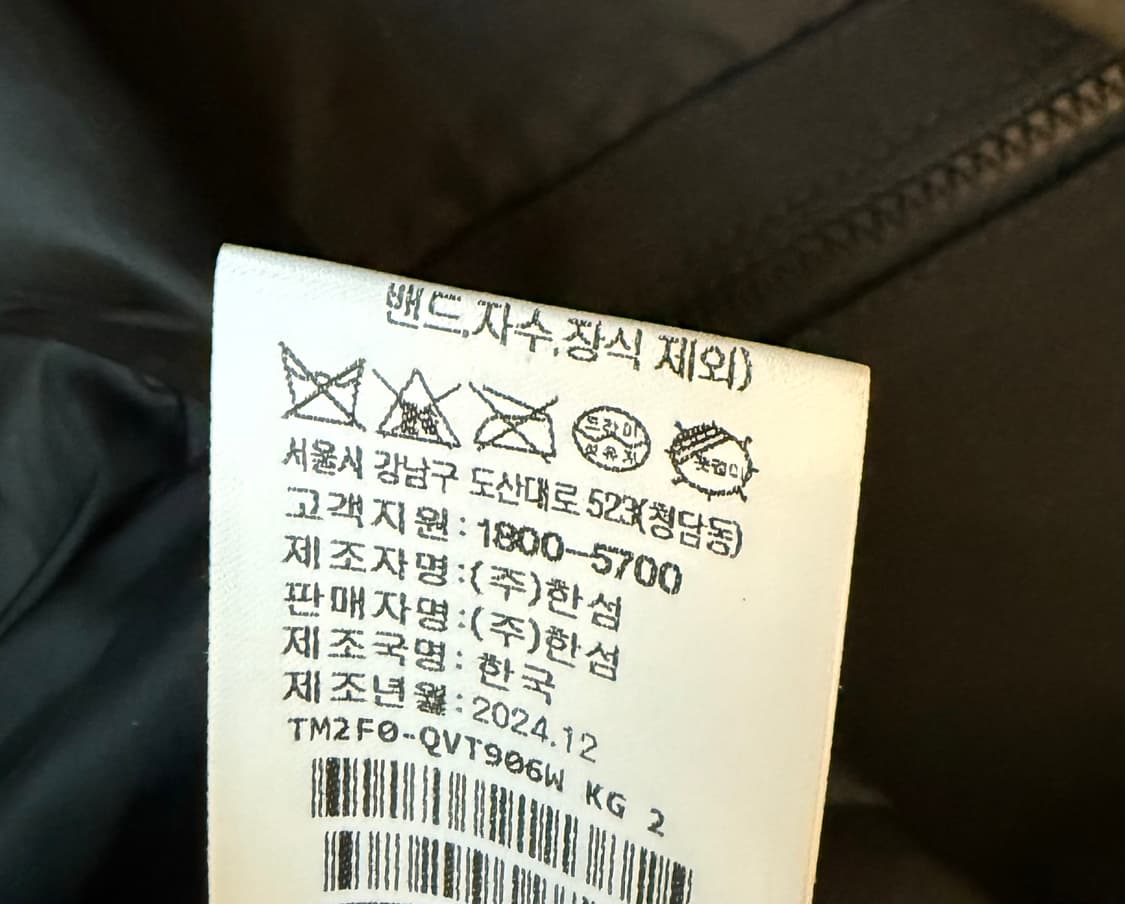 밴드,자수,장식 제외)
드라이
석유계
옷걸이
서울시 강남구 도산대로 523(청담동)
고객지원:1800-5700
제조자명:(주)한섬
판매자명:(주)한섬
제조국명: 한국
제조년월:2024.12
TM2F0-QVT906W KG 2